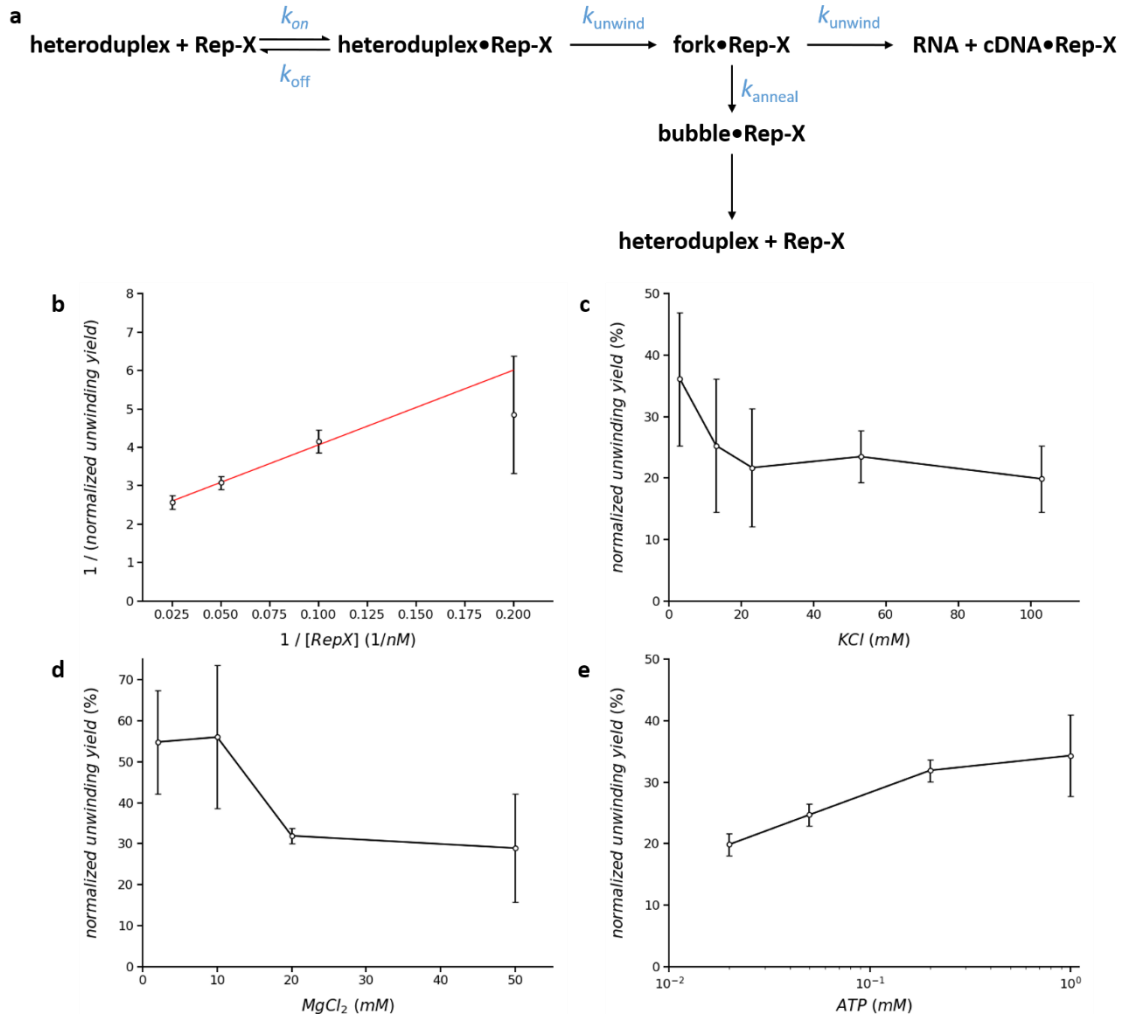 a
k_on
k_unwind
k_unwind
heteroduplex + Rep-X
heteroduplex•Rep-X
fork•Rep-X
RNA + cDNA•Rep-X
k_off
k_anneal
bubble•Rep-X
heteroduplex + Rep-X
b
8
7
6
5
4
3
2
1
0
1 / (normalized unwinding yield)
0.025
0.050
0.075
0.100
0.125
0.150
0.175
0.200
1 / [RepX] (1/nM)
c
50
40
30
20
10
0
normalized unwinding yield (%)
0
20
40
60
80
100
KCl (mM)
d
70
60
50
40
30
20
10
0
normalized unwinding yield (%)
0
10
20
30
40
50
MgCl₂ (mM)
e
50
40
30
20
10
0
normalized unwinding yield (%)
10⁻²
10⁻¹
10⁰
ATP (mM)